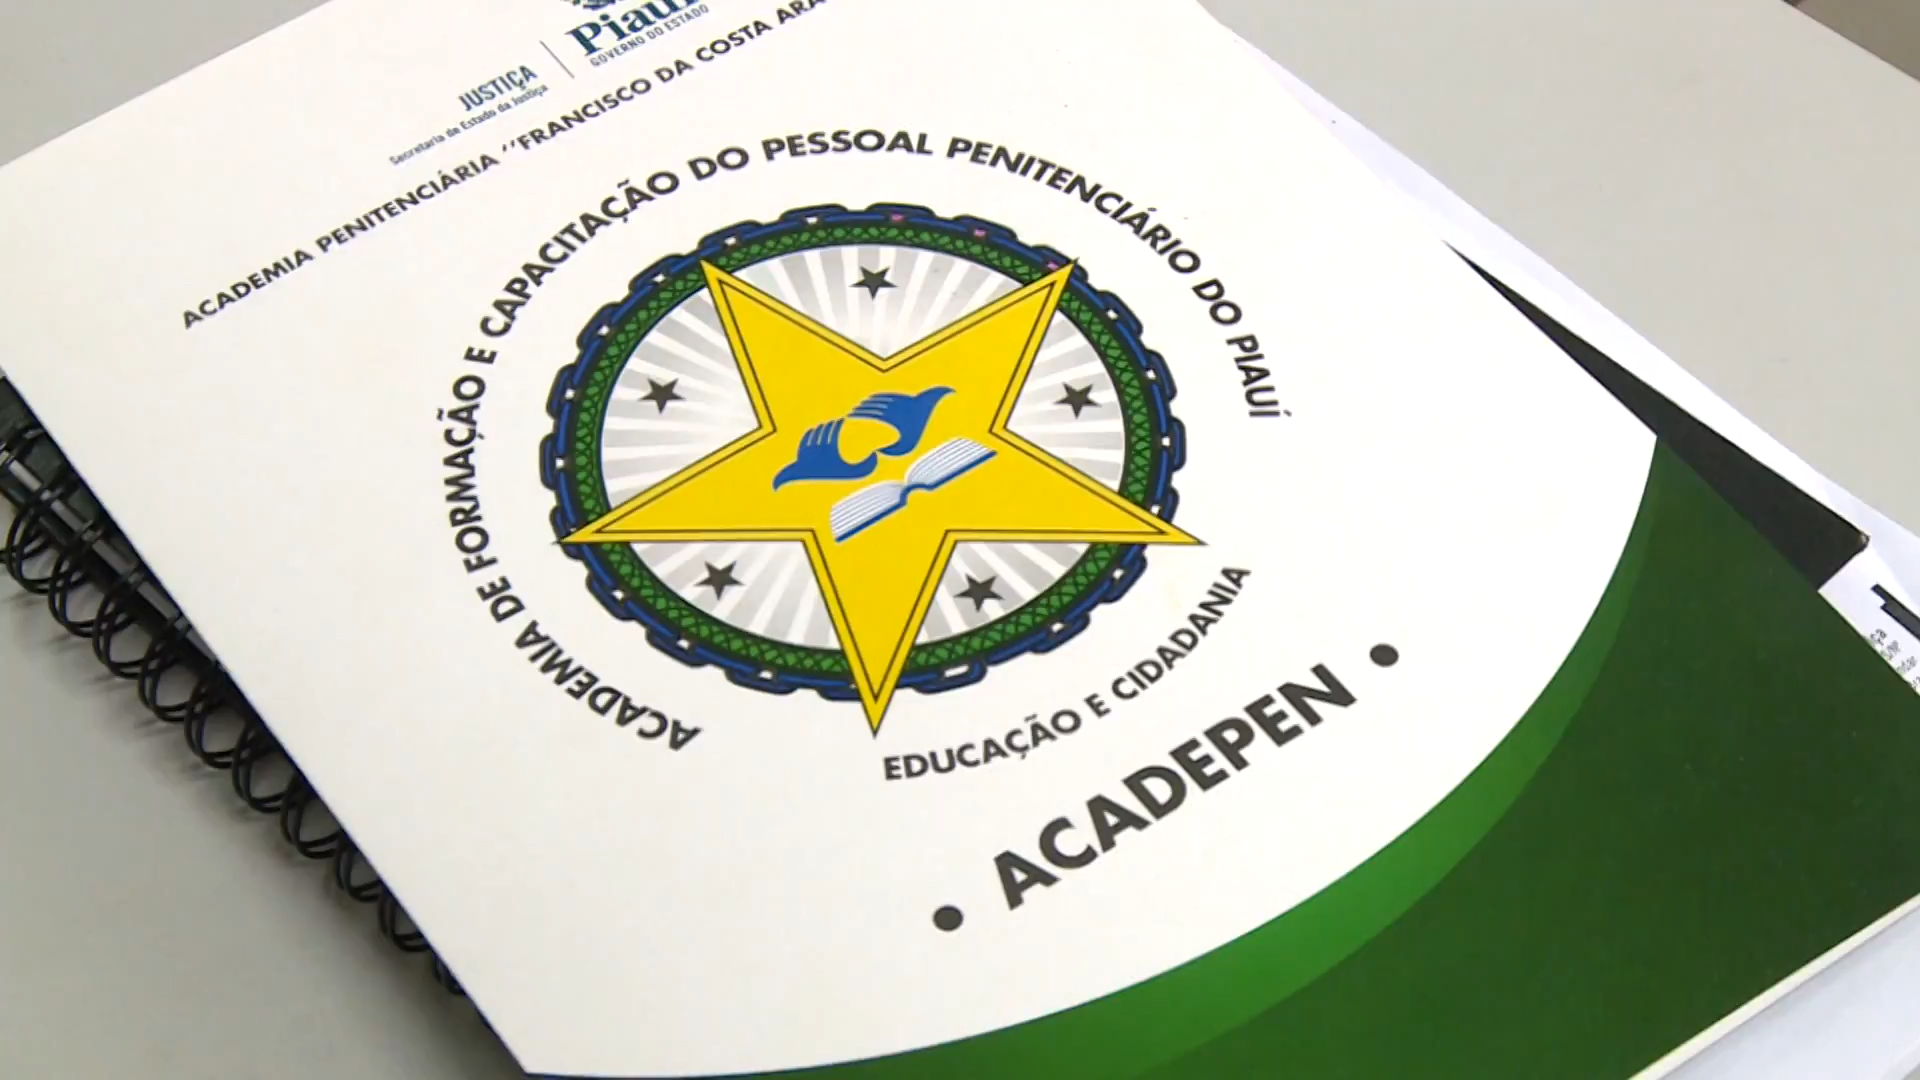 Piauí
GOVERNO DO ESTADO
JUSTIÇA
Secretaria de Estado da Justiça
ACADEMIA PENITENCIÁRIA "FRANCISCO DA COSTA
ACADEMIA DE FORMAÇÃO E CAPACITAÇÃO DO PESSOAL PENITENCIÁRIO DO PIAUÍ
EDUCAÇÃO E CIDADANIA
• ACADEPEN •